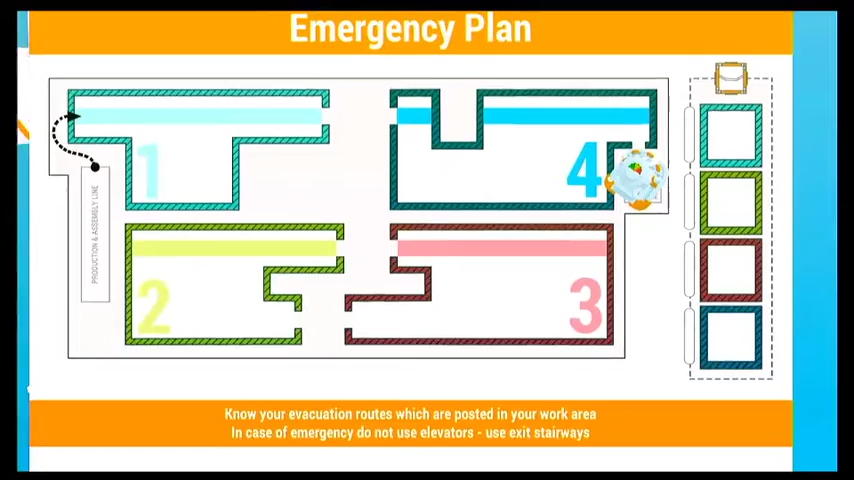 Emergency Plan
1
4
PRODUCTION & ASSEMBLY LINE
2
3
Know your evacuation routes which are posted in your work area
In case of emergency do not use elevators - use exit stairways